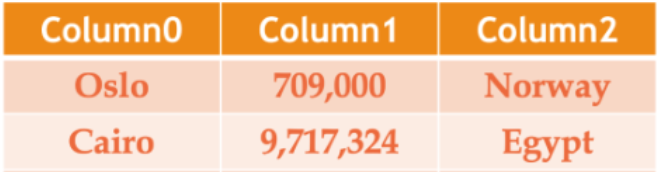 Column0 Column1 Column2
Oslo 709,000 Norway
Cairo 9,717,324 Egypt